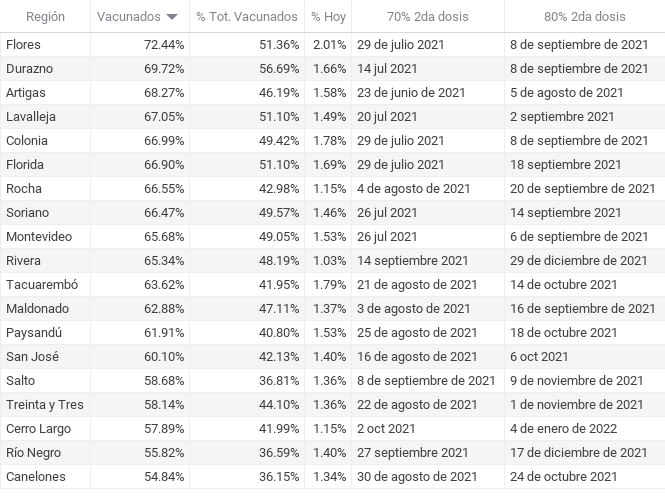 Región Vacunados % Tot. Vacunados % Hoy 70% 2da dosis 80% 2da dosis
Flores 72.44% 51.36% 2.01% 29 de julio 2021 8 de septiembre de 2021
Durazno 69.72% 56.69% 1.66% 14 jul 2021 8 de septiembre de 2021
Artigas 68.27% 46.19% 1.58% 23 de junio de 2021 5 de agosto de 2021
Lavalleja 67.05% 51.10% 1.49% 20 jul 2021 2 septiembre 2021
Colonia 66.99% 49.42% 1.78% 29 de julio 2021 8 de septiembre de 2021
Florida 66.90% 51.10% 1.69% 29 de julio 2021 18 septiembre 2021
Rocha 66.55% 42.98% 1.15% 4 de agosto de 2021 20 de septiembre de 2021
Soriano 66.47% 49.57% 1.46% 26 jul 2021 14 septiembre 2021
Montevideo 65.68% 49.05% 1.53% 26 jul 2021 6 de septiembre de 2021
Rivera 65.34% 48.19% 1.03% 14 septiembre 2021 29 de diciembre de 2021
Tacuarembó 63.62% 41.95% 1.79% 21 de agosto de 2021 14 de octubre de 2021
Maldonado 62.88% 47.11% 1.37% 3 de agosto de 2021 16 de septiembre de 2021
Paysandú 61.91% 40.80% 1.53% 25 de agosto de 2021 18 de octubre de 2021
San José 60.10% 42.13% 1.40% 16 de agosto de 2021 6 oct 2021
Salto 58.68% 36.81% 1.36% 8 de septiembre de 2021 9 de noviembre de 2021
Treinta y Tres 58.14% 44.10% 1.36% 22 de agosto de 2021 1 de noviembre de 2021
Cerro Largo 57.89% 41.99% 1.15% 2 oct 2021 4 de enero de 2022
Río Negro 55.82% 36.59% 1.40% 27 septiembre 2021 17 de diciembre de 2021
Canelones 54.84% 36.15% 1.34% 30 de agosto de 2021 24 de octubre de 2021